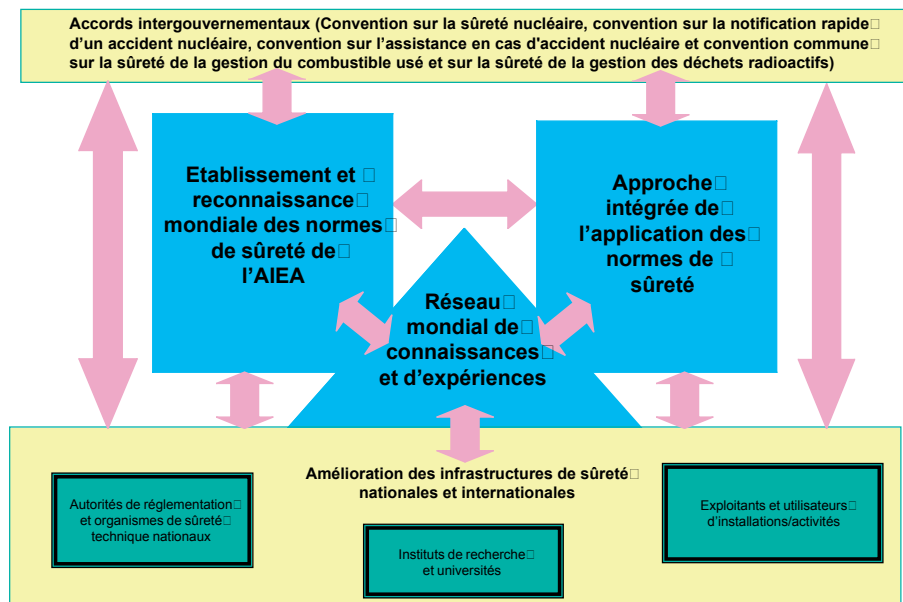 Accords intergouvernementaux (Convention sur la sûreté nucléaire, convention sur la notification rapide
d’un accident nucléaire, convention sur l’assistance en cas d'accident nucléaire et convention commune
sur la sûreté de la gestion du combustible usé et sur la sûreté de la gestion des déchets radioactifs)
Etablissement et
reconnaissance
mondiale des normes
de sûreté de
l’AIEA
Approche
intégrée de
l’application des
normes de
sûreté
Réseau
mondial de
connaissances
et d’expériences
Amélioration des infrastructures de sûreté
nationales et internationales
Autorités de réglementation
et organismes de sûreté
technique nationaux
Instituts de recherche
et universités
Exploitants et utilisateurs
d’installations/activités